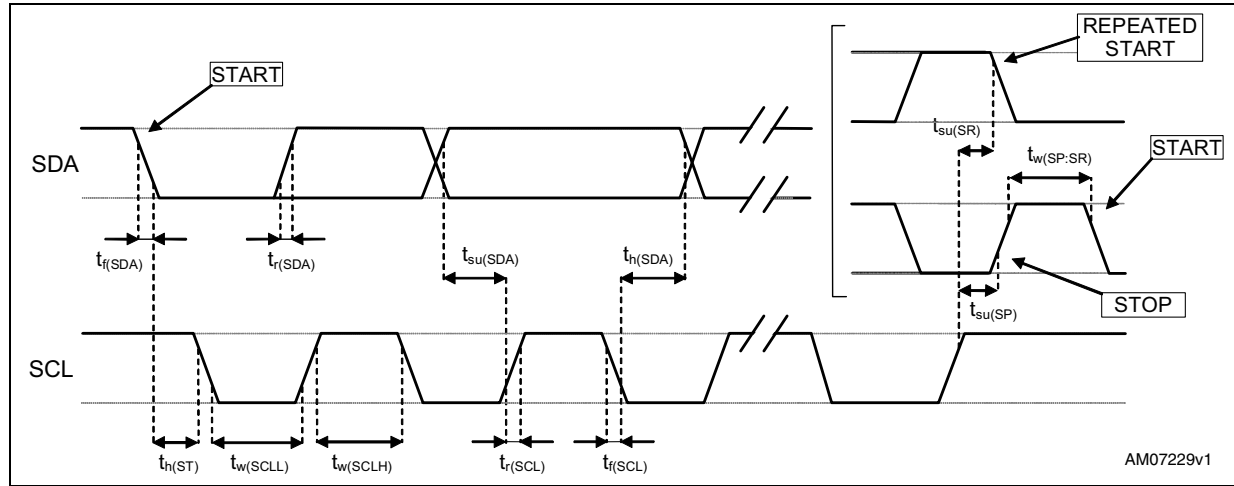 REPEATED
START
START
t_su(SR)
START
SDA
t_w(SP:SR)
t_f(SDA)
t_r(SDA)
t_su(SDA)
t_h(SDA)
STOP
t_su(SP)
SCL
t_h(ST)
t_w(SCLL)
t_w(SCLH)
t_r(SCL)
t_f(SCL)
AM07229v1